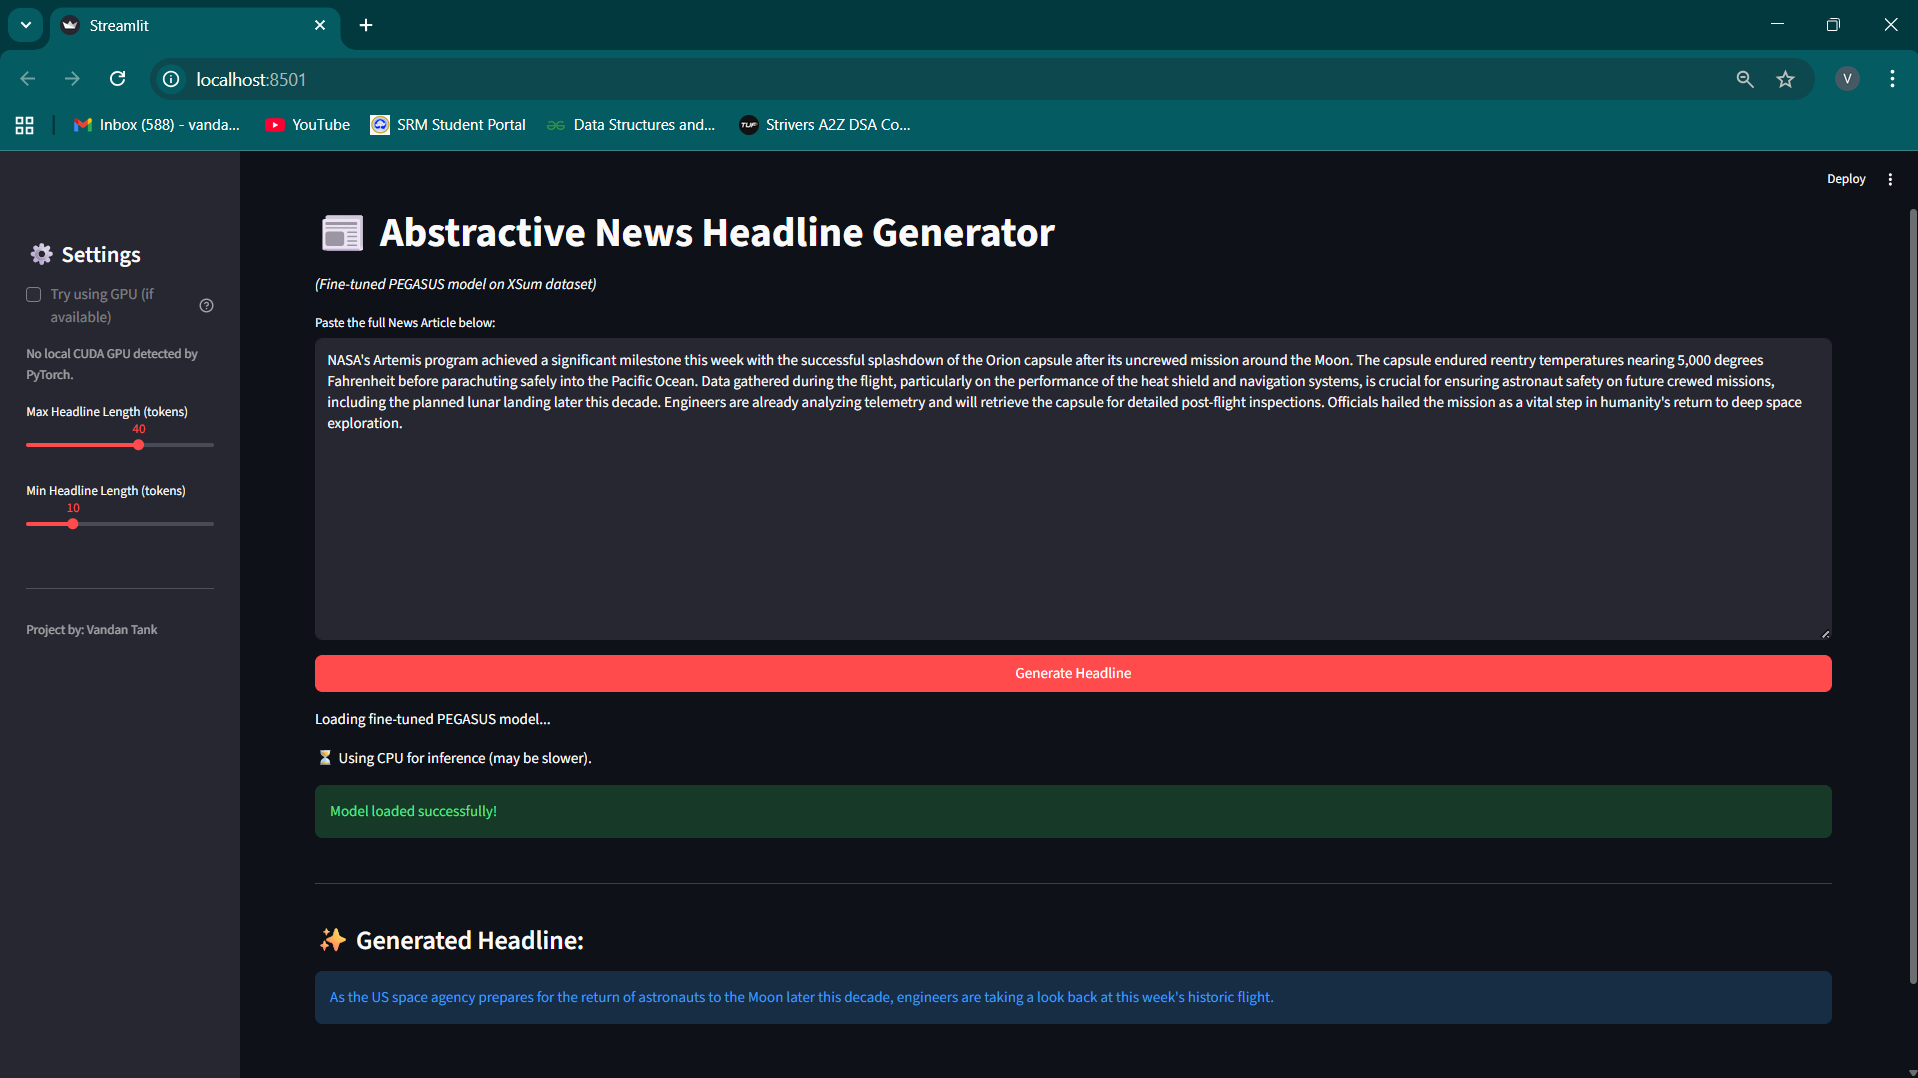 Streamlit
localhost:8501
V
Inbox (588) - vanda...
YouTube
SRM Student Portal
Data Structures and...
TUF
Strivers A2Z DSA Co...
Deploy
Settings
Try using GPU (if
available)
No local CUDA GPU detected by
PyTorch.
Max Headline Length (tokens)
40
Min Headline Length (tokens)
10
Project by: Vandan Tank
Abstractive News Headline Generator
(Fine-tuned PEGASUS model on XSum dataset)
Paste the full News Article below:
NASA's Artemis program achieved a significant milestone this week with the successful splashdown of the Orion capsule after its uncrewed mission around the Moon. The capsule endured reentry temperatures nearing 5,000 degrees
Fahrenheit before parachuting safely into the Pacific Ocean. Data gathered during the flight, particularly on the performance of the heat shield and navigation systems, is crucial for ensuring astronaut safety on future crewed missions,
including the planned lunar landing later this decade. Engineers are already analyzing telemetry and will retrieve the capsule for detailed post-flight inspections. Officials hailed the mission as a vital step in humanity's return to deep space
exploration.
Generate Headline
Loading fine-tuned PEGASUS model...
⏳ Using CPU for inference (may be slower).
Model loaded successfully!
✨ Generated Headline:
As the US space agency prepares for the return of astronauts to the Moon later this decade, engineers are taking a look back at this week's historic flight.